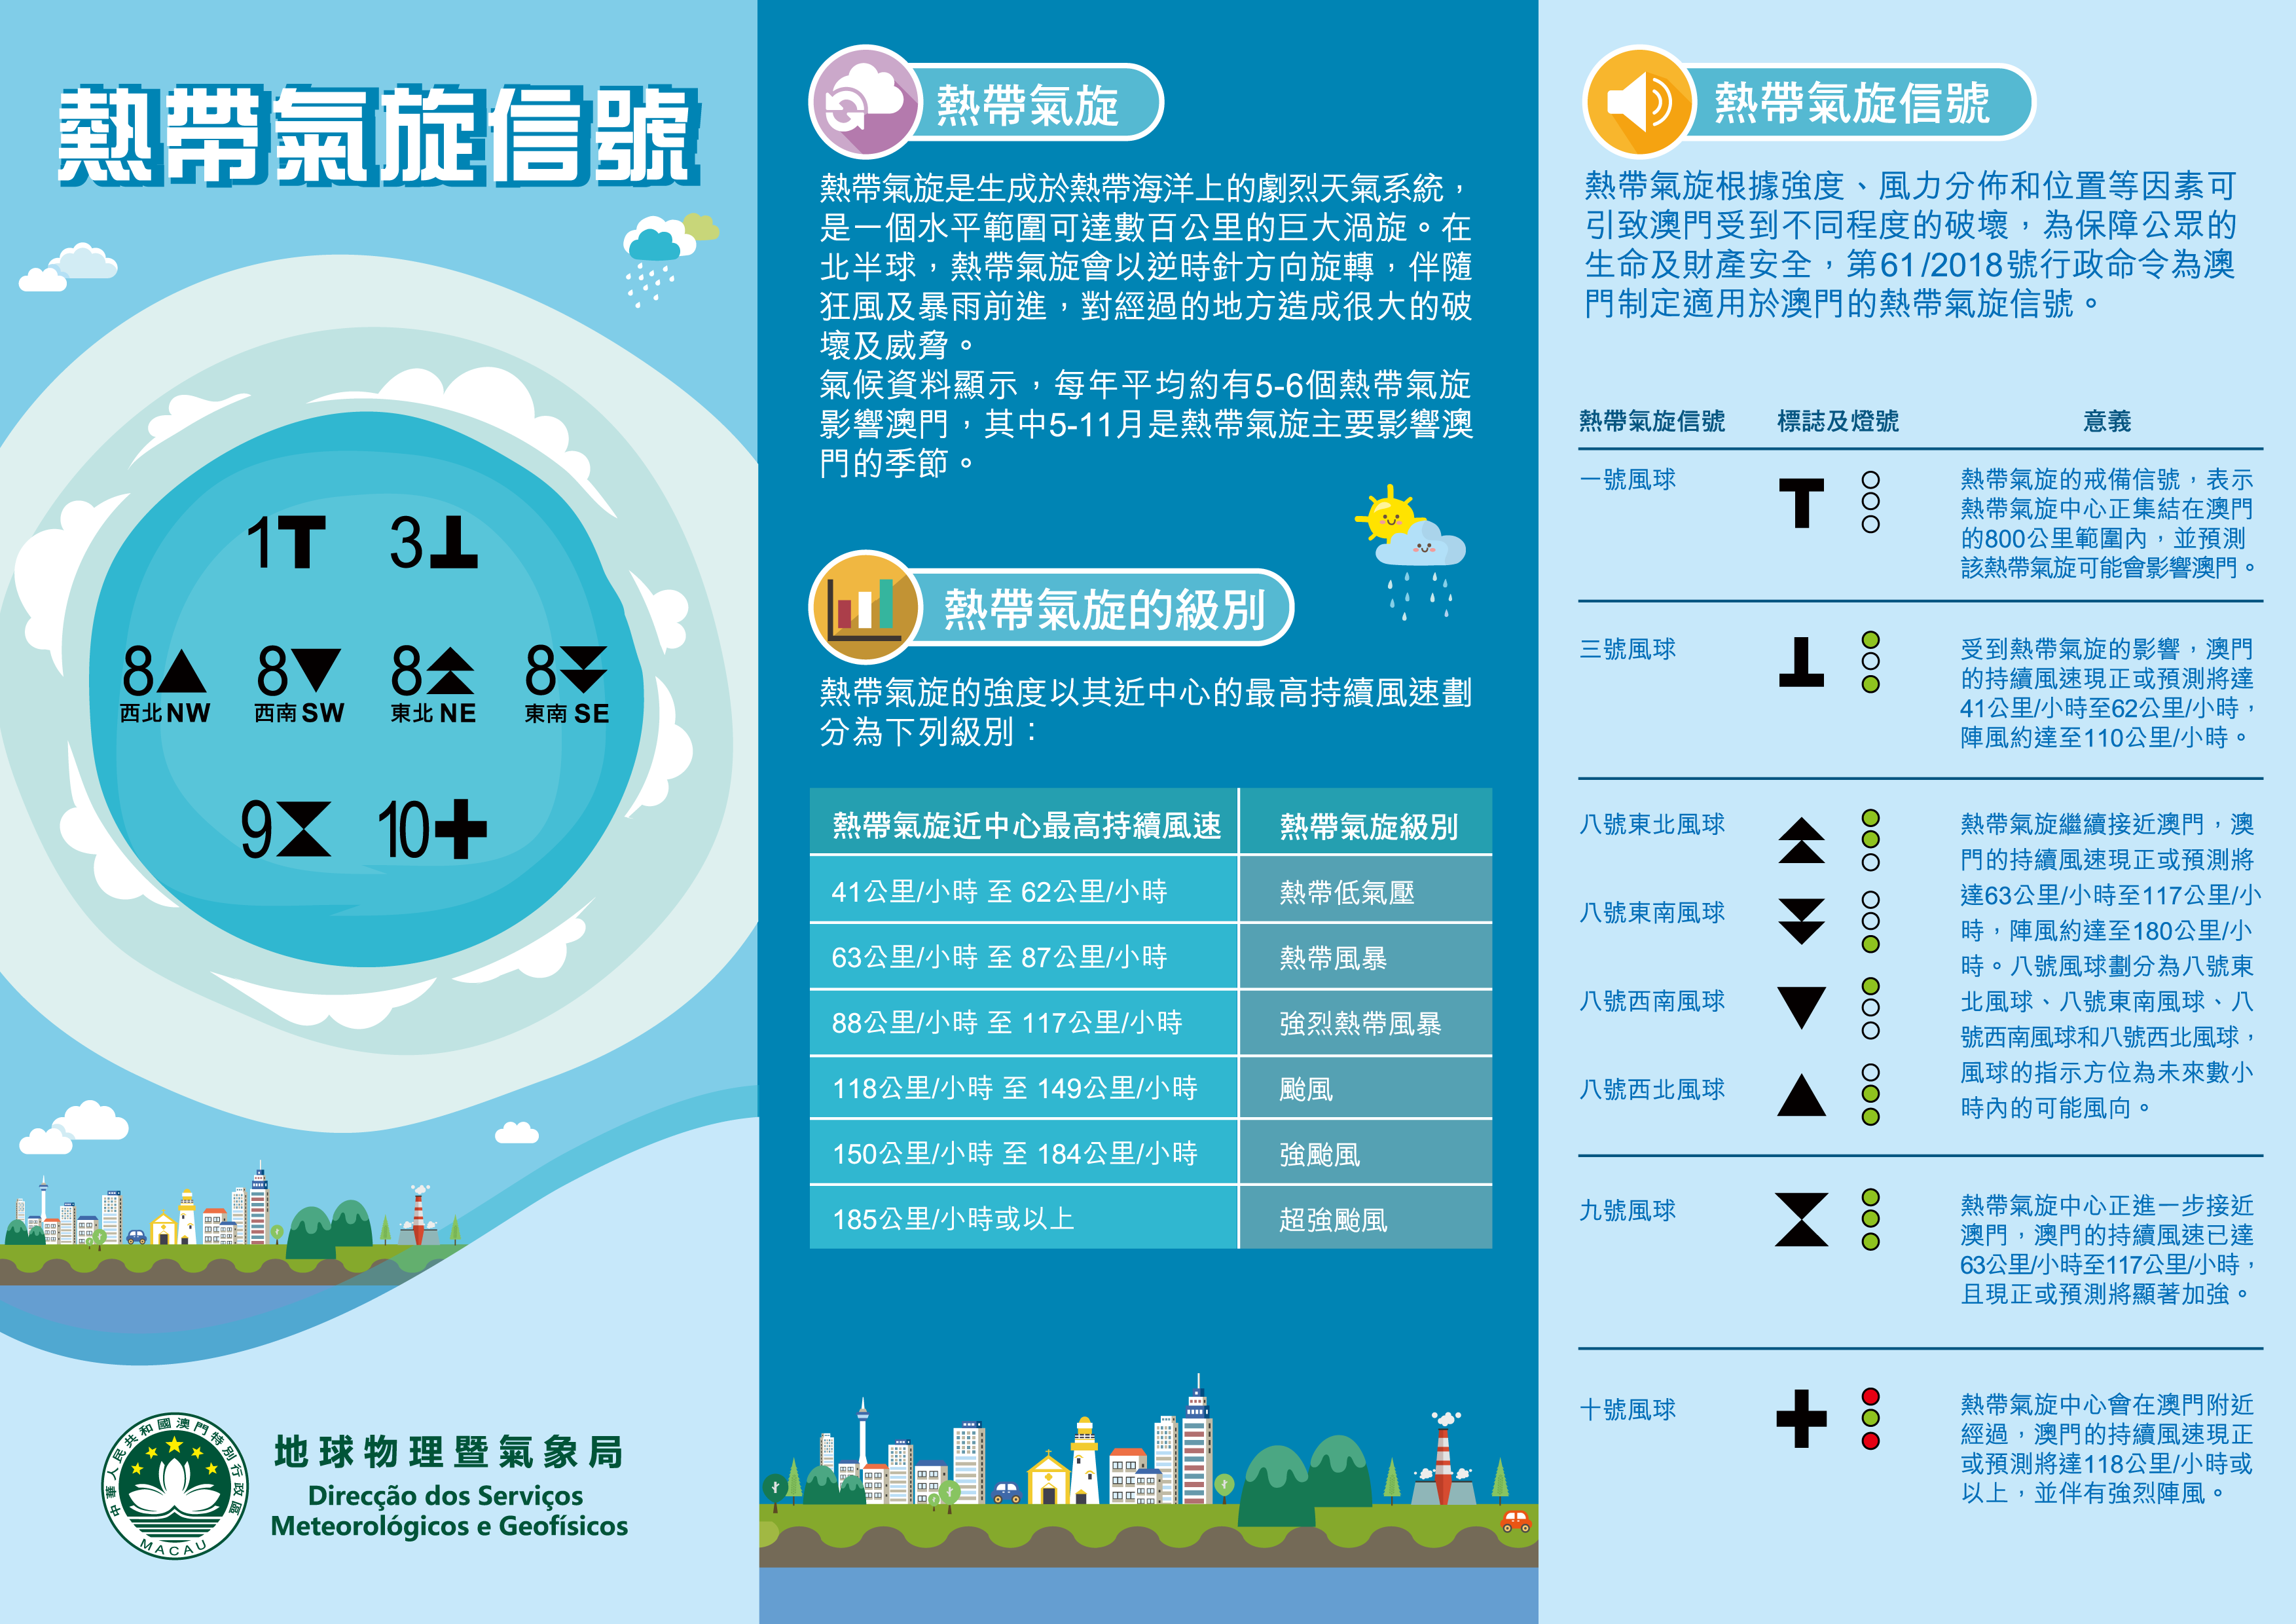 熱帶氣旋信號
1 3
8 8 8 8
西北 NW 西南 SW 東北 NE 東南 SE
9 10
中華人民共和國澳門特別行政區
MACAU
地球物理暨氣象局
Direcção dos Serviços
Meteorológicos e Geofísicos
熱帶氣旋
熱帶氣旋是生成於熱帶海洋上的劇烈天氣系統，
是一個水平範圍可達數百公里的巨大渦旋。在
北半球，熱帶氣旋會以逆時針方向旋轉，伴隨
狂風及暴雨前進，對經過的地方造成很大的破
壞及威脅。
氣候資料顯示，每年平均約有5-6個熱帶氣旋
影響澳門，其中5-11月是熱帶氣旋主要影響澳
門的季節。
熱帶氣旋的級別
熱帶氣旋的強度以其近中心的最高持續風速劃
分為下列級別：
熱帶氣旋近中心最高持續風速 熱帶氣旋級別
41公里/小時 至 62公里/小時 熱帶低氣壓
63公里/小時 至 87公里/小時 熱帶風暴
88公里/小時 至 117公里/小時 強烈熱帶風暴
118公里/小時 至 149公里/小時 颱風
150公里/小時 至 184公里/小時 強颱風
185公里/小時或以上 超強颱風
熱帶氣旋信號
熱帶氣旋根據強度、風力分佈和位置等因素可
引致澳門受到不同程度的破壞，為保障公眾的
生命及財產安全，第61/2018號行政命令為澳
門制定適用於澳門的熱帶氣旋信號。
熱帶氣旋信號 標誌及燈號 意義
一號風球
熱帶氣旋的戒備信號，表示
熱帶氣旋中心正集結在澳門
的800公里範圍內，並預測
該熱帶氣旋可能會影響澳門。
三號風球
受到熱帶氣旋的影響，澳門
的持續風速現正或預測將達
41公里/小時至62公里/小時，
陣風約達至110公里/小時。
八號東北風球
八號東南風球
八號西南風球
八號西北風球
熱帶氣旋繼續接近澳門，澳
門的持續風速現正或預測將
達63公里/小時至117公里/小
時，陣風約達至180公里/小
時。八號風球劃分為八號東
北風球、八號東南風球、八
號西南風球和八號西北風球，
風球的指示方位為未來數小
時內的可能風向。
九號風球
熱帶氣旋中心正進一步接近
澳門，澳門的持續風速已達
63公里/小時至117公里/小時，
且現正或預測將顯著加強。
十號風球
熱帶氣旋中心會在澳門附近
經過，澳門的持續風速現正
或預測將達118公里/小時或
以上，並伴有強烈陣風。